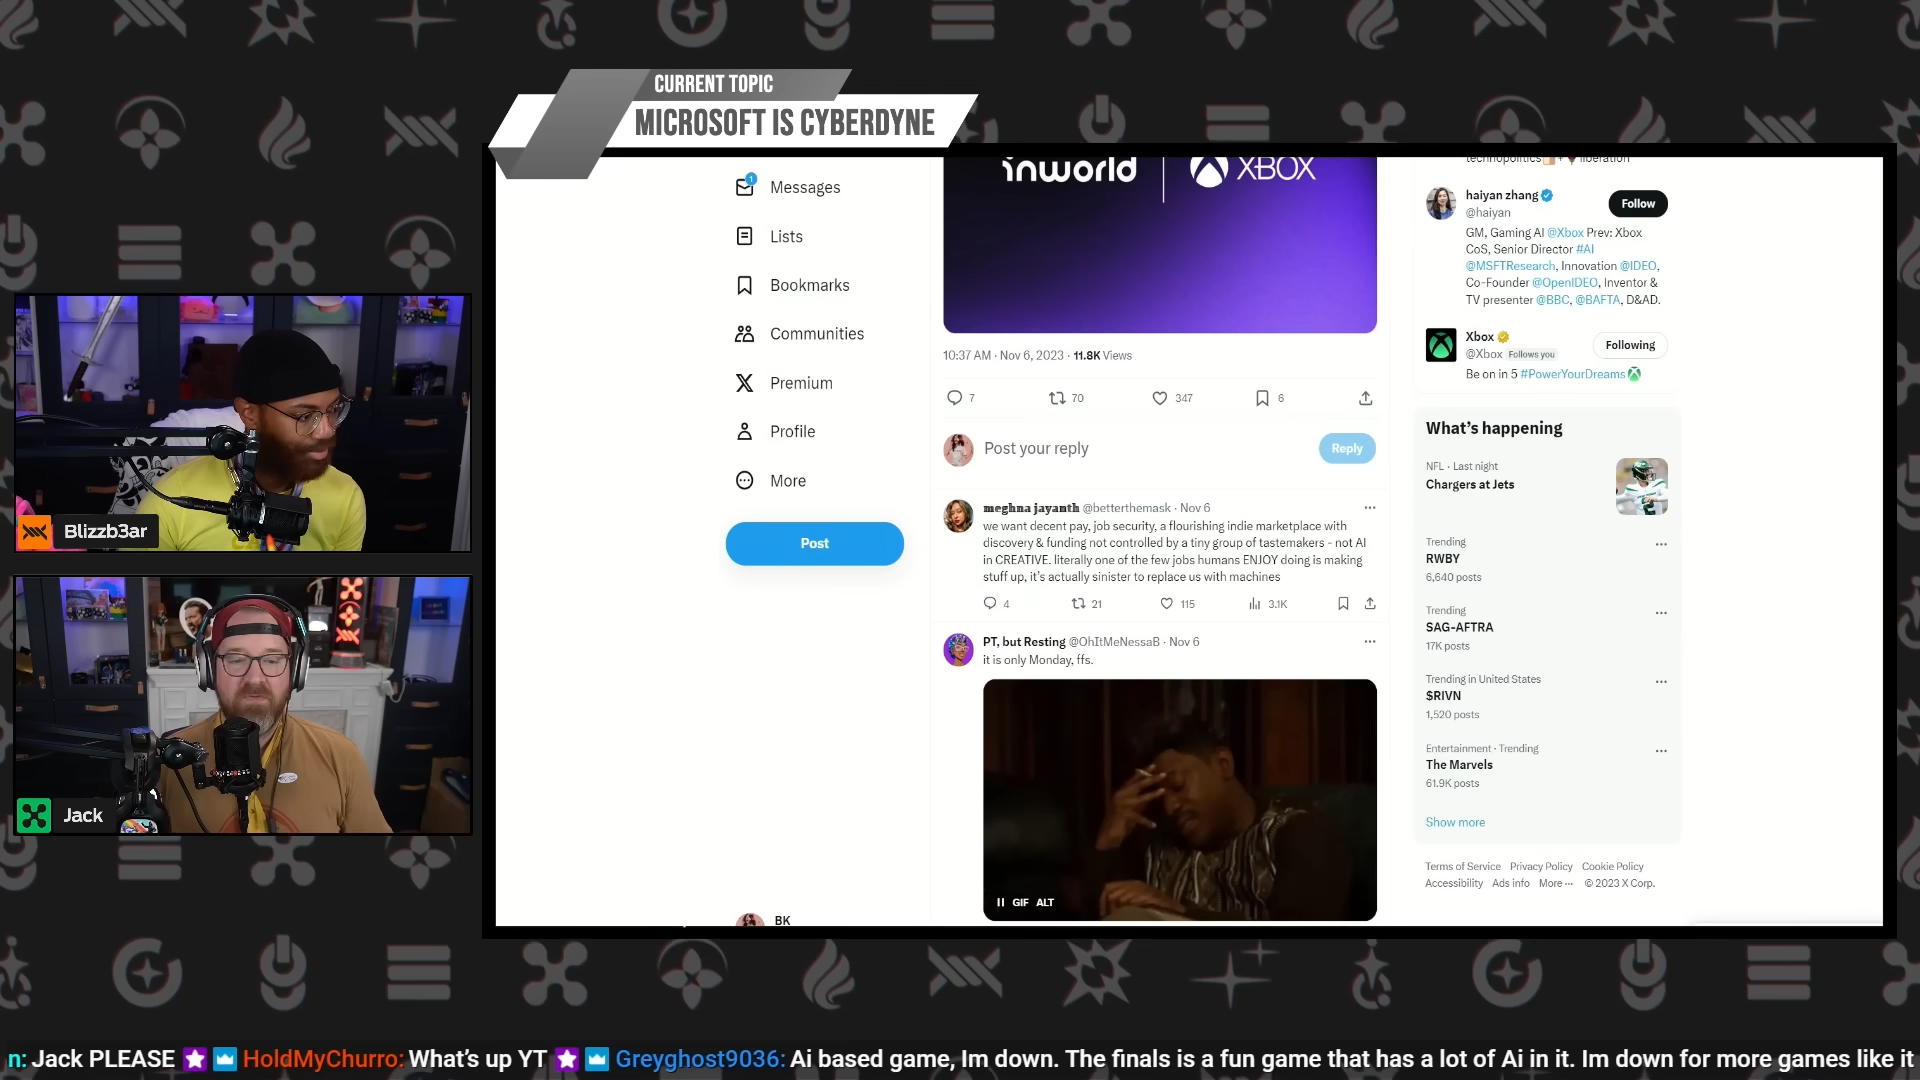 CURRENT TOPIC
MICROSOFT IS CYBERDYNE
Blizzb3ar
Jack
1
Messages
Lists
Bookmarks
Communities
Premium
Profile
More
Post
BK
inworld XBOX
10:37 AM · Nov 6, 2023 · 11.8K Views
7 70 347 6
Post your reply
Reply
meghna jayanth @betterthemask · Nov 6
we want decent pay, job security, a flourishing indie marketplace with
discovery & funding not controlled by a tiny group of tastemakers - not AI
in CREATIVE. literally one of the few jobs humans ENJOY doing is making
stuff up, it's actually sinister to replace us with machines
4 21 115 3.1K
PT, but Resting @OhItMeNessaB · Nov 6
it is only Monday, ffs.
GIF ALT
technopolitics + liberation
haiyan zhang
@haiyan
Follow
GM, Gaming AI @Xbox Prev: Xbox
CoS, Senior Director #AI
@MSFTResearch, Innovation @IDEO,
Co-Founder @OpenIDEO, Inventor &
TV presenter @BBC, @BAFTA, D&AD.
Xbox
@Xbox Follows you
Following
Be on in 5 #PowerYourDreams
What's happening
NFL · Last night
Chargers at Jets
Trending
RWBY
6,640 posts
Trending
SAG-AFTRA
17K posts
Trending in United States
$RIVN
1,520 posts
Entertainment · Trending
The Marvels
61.9K posts
Show more
Terms of Service Privacy Policy Cookie Policy
Accessibility Ads info More ··· © 2023 X Corp.
n: Jack PLEASE HoldMyChurro: What's up YT Greyghost9036: Ai based game, Im down. The finals is a fun game that has a lot of Ai in it. Im down for more games like it